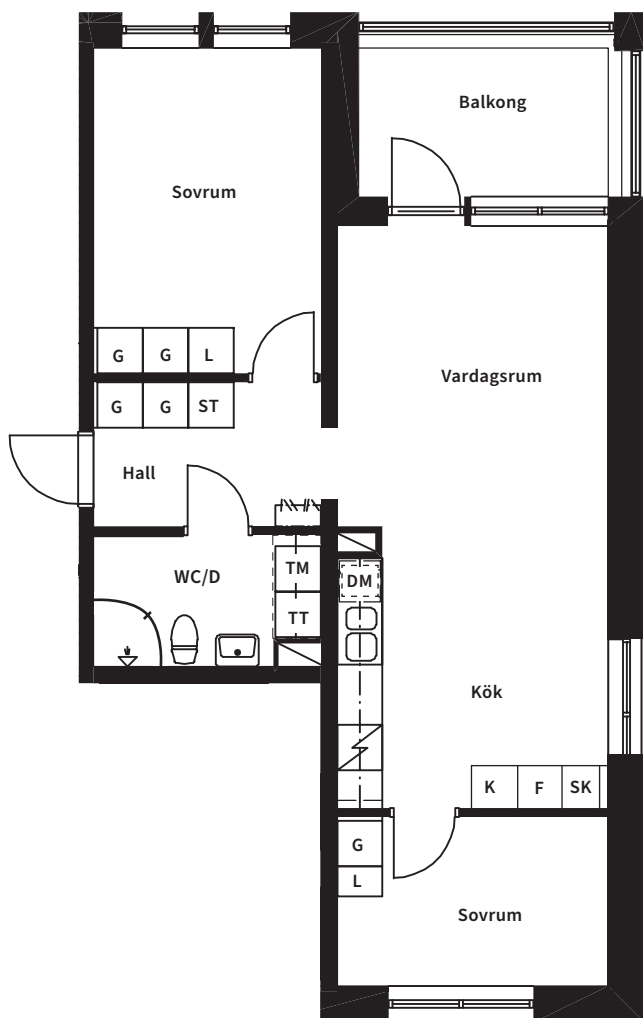 Balkong
Sovrum
G G L
Vardagsrum
G G ST
Hall
TM
WC/D
DM
TT
Kök
K F SK
G
L
Sovrum